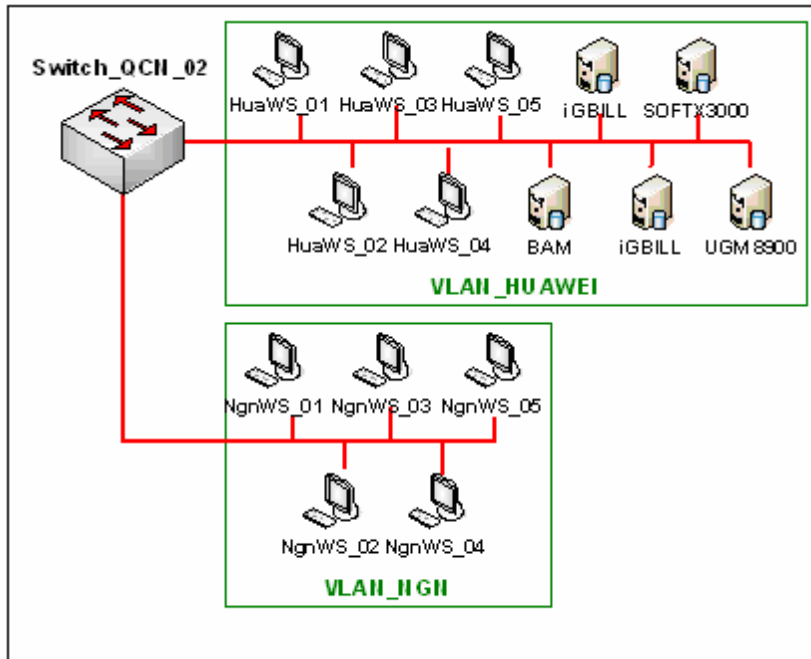 Switch_QCN_02
HuaWS_01 HuaWS_03 HuaWS_05 iGBILL SOFTX3000
HuaWS_02 HuaWS_04 BAM iGBILL UGM8900
VLAN_HUAWEI
NgnWS_01 NgnWS_03 NgnWS_05
NgnWS_02 NgnWS_04
VLAN_NGN